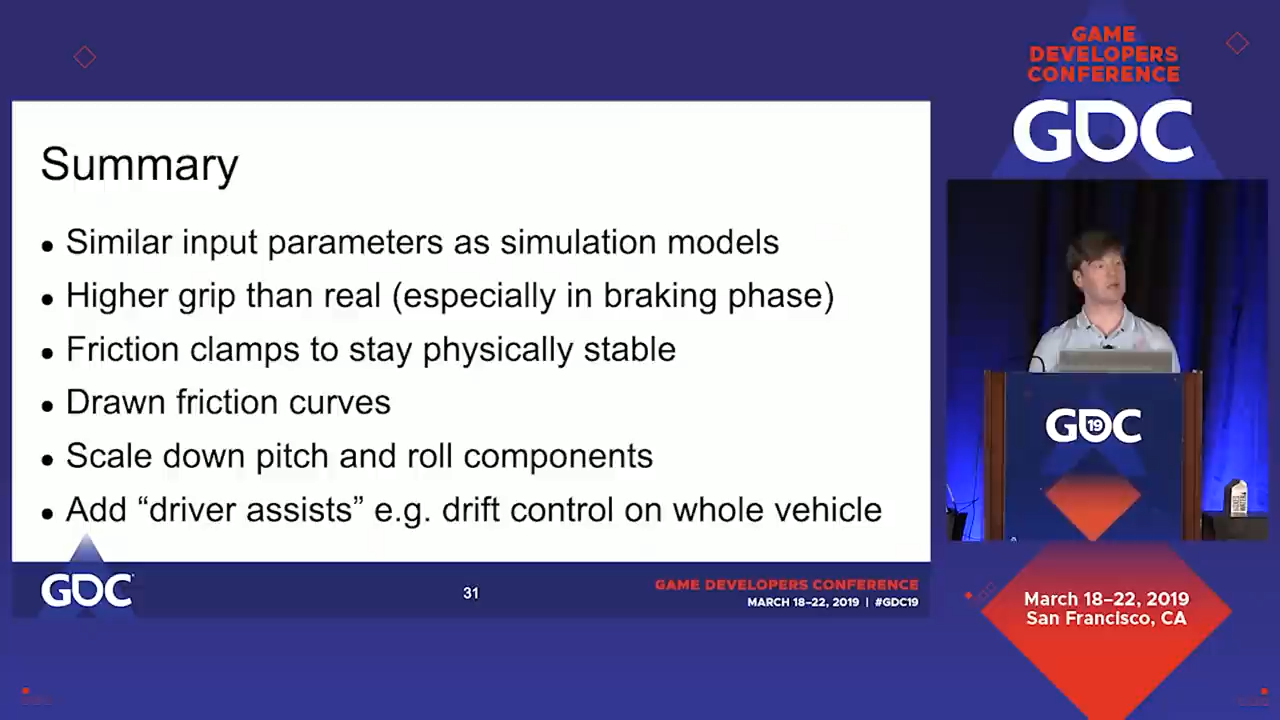 Summary
• Similar input parameters as simulation models
• Higher grip than real (especially in braking phase)
• Friction clamps to stay physically stable
• Drawn friction curves
• Scale down pitch and roll components
• Add “driver assists” e.g. drift control on whole vehicle
GDC
31
GAME DEVELOPERS CONFERENCE
MARCH 18–22, 2019 | #GDC19
GAME
DEVELOPERS
CONFERENCE
GDC
GDC
19
March 18–22, 2019
San Francisco, CA